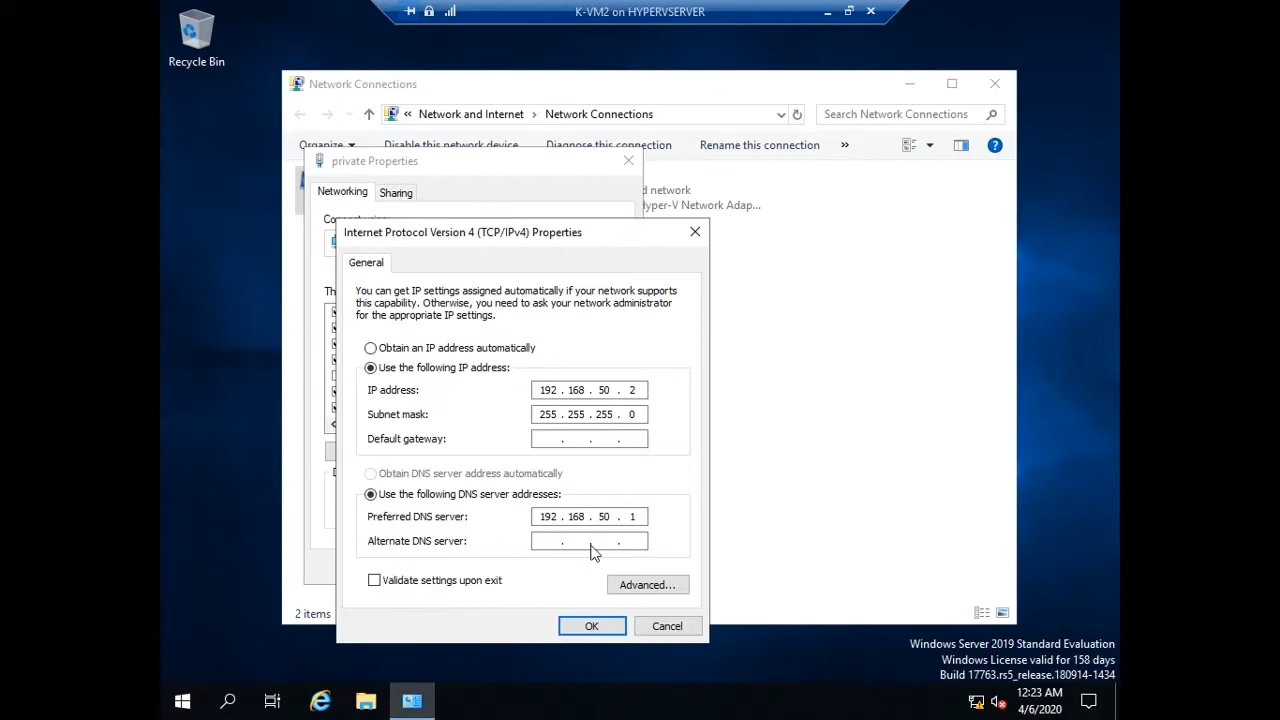 K-VM2 on HYPERVSERVER
Recycle Bin
Network Connections
« Network and Internet › Network Connections
Search Network Connections
Organize Disable this network device Diagnose this connection Rename this connection »
private Properties
Networking Sharing
d network
Hyper-V Network Adap...
Internet Protocol Version 4 (TCP/IPv4) Properties
General
You can get IP settings assigned automatically if your network supports
this capability. Otherwise, you need to ask your network administrator
for the appropriate IP settings.
Obtain an IP address automatically
Use the following IP address:
IP address: 192 . 168 . 50 . 2
Subnet mask: 255 . 255 . 255 . 0
Default gateway: . . .
Obtain DNS server address automatically
Use the following DNS server addresses:
Preferred DNS server: 192 . 168 . 50 . 1
Alternate DNS server: . . .
Validate settings upon exit
Advanced...
OK Cancel
2 items
Windows Server 2019 Standard Evaluation
Windows License valid for 158 days
Build 17763.rs5_release.180914-1434
12:23 AM
4/6/2020